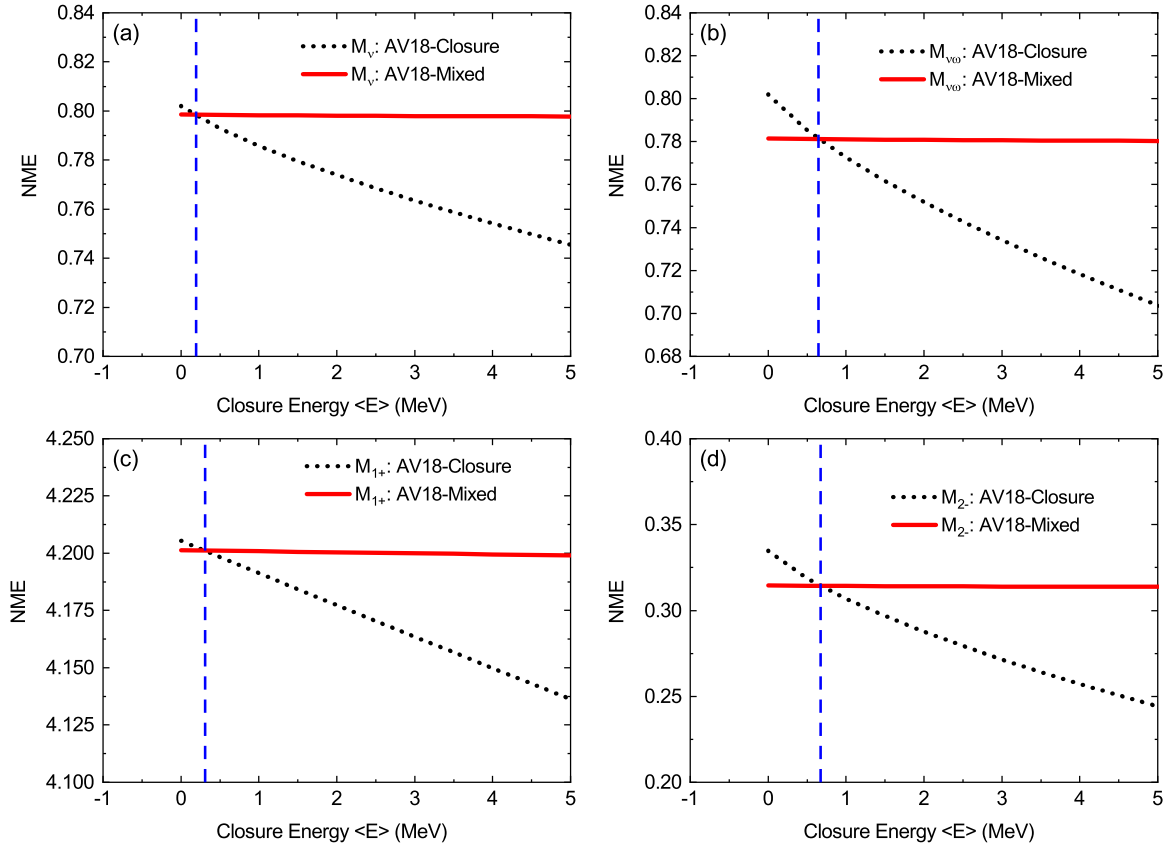 (a)
M_ν: AV18-Closure
M_ν: AV18-Mixed
0.84
0.82
0.80
0.78
0.76
0.74
0.72
0.70
NME
-1 0 1 2 3 4 5
Closure Energy <E> (MeV)
(b)
M_νω: AV18-Closure
M_νω: AV18-Mixed
0.84
0.82
0.80
0.78
0.76
0.74
0.72
0.70
0.68
NME
-1 0 1 2 3 4 5
Closure Energy <E> (MeV)
(c)
M_1+: AV18-Closure
M_1+: AV18-Mixed
4.250
4.225
4.200
4.175
4.150
4.125
4.100
NME
-1 0 1 2 3 4 5
Closure Energy <E> (MeV)
(d)
M_2-: AV18-Closure
M_2-: AV18-Mixed
0.40
0.35
0.30
0.25
0.20
NME
-1 0 1 2 3 4 5
Closure Energy <E> (MeV)